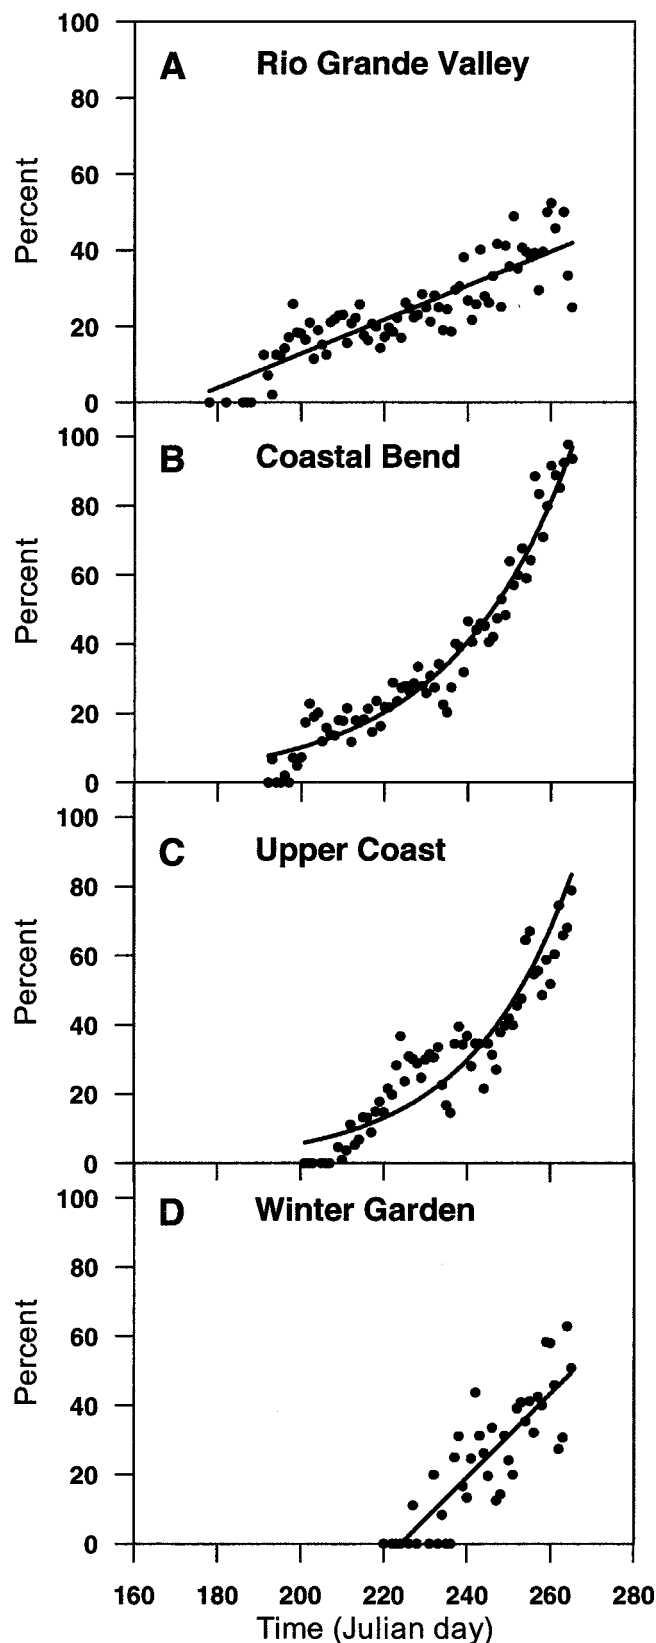 100
A Rio Grande Valley
80
60
40
20
0
Percent
100
B Coastal Bend
80
60
40
20
0
Percent
100
C Upper Coast
80
60
40
20
0
Percent
100
D Winter Garden
80
60
40
20
0
Percent
160 180 200 220 240 260 280
Time (Julian day)